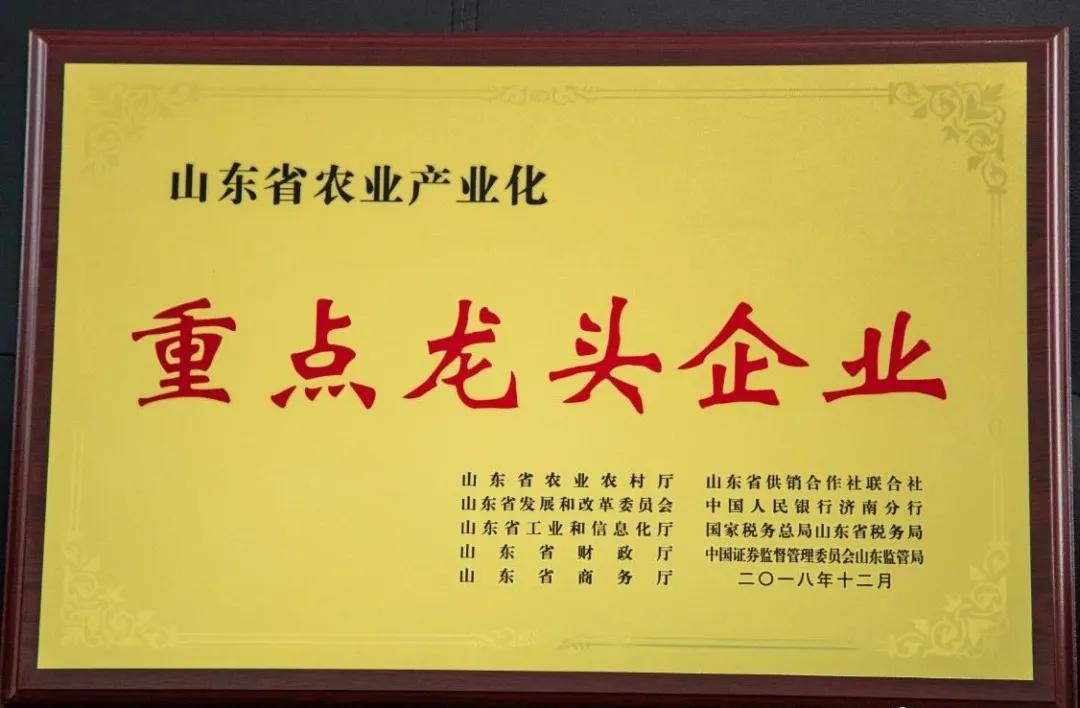 山东省农业产业化
重点龙头企业
山东省农业农村厅
山东省发展和改革委员会
山东省工业和信息化厅
山东省财政厅
山东省商务厅
山东省供销合作社联合社
中国人民银行济南分行
国家税务总局山东省税务局
中国证券监督管理委员会山东监管局
二〇一八年十二月